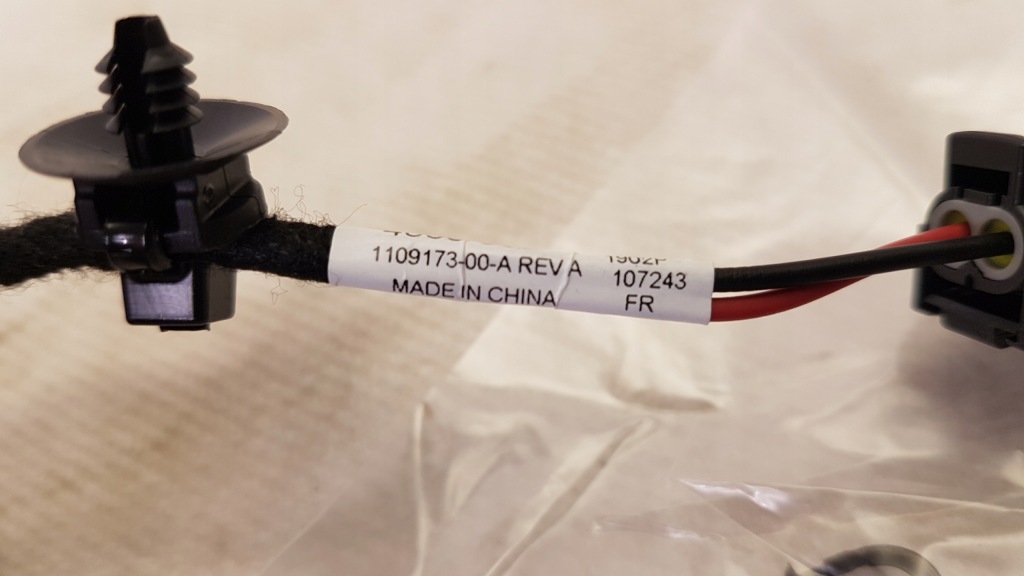 1109173-00-A REV A
MADE IN CHINA
107243
FR